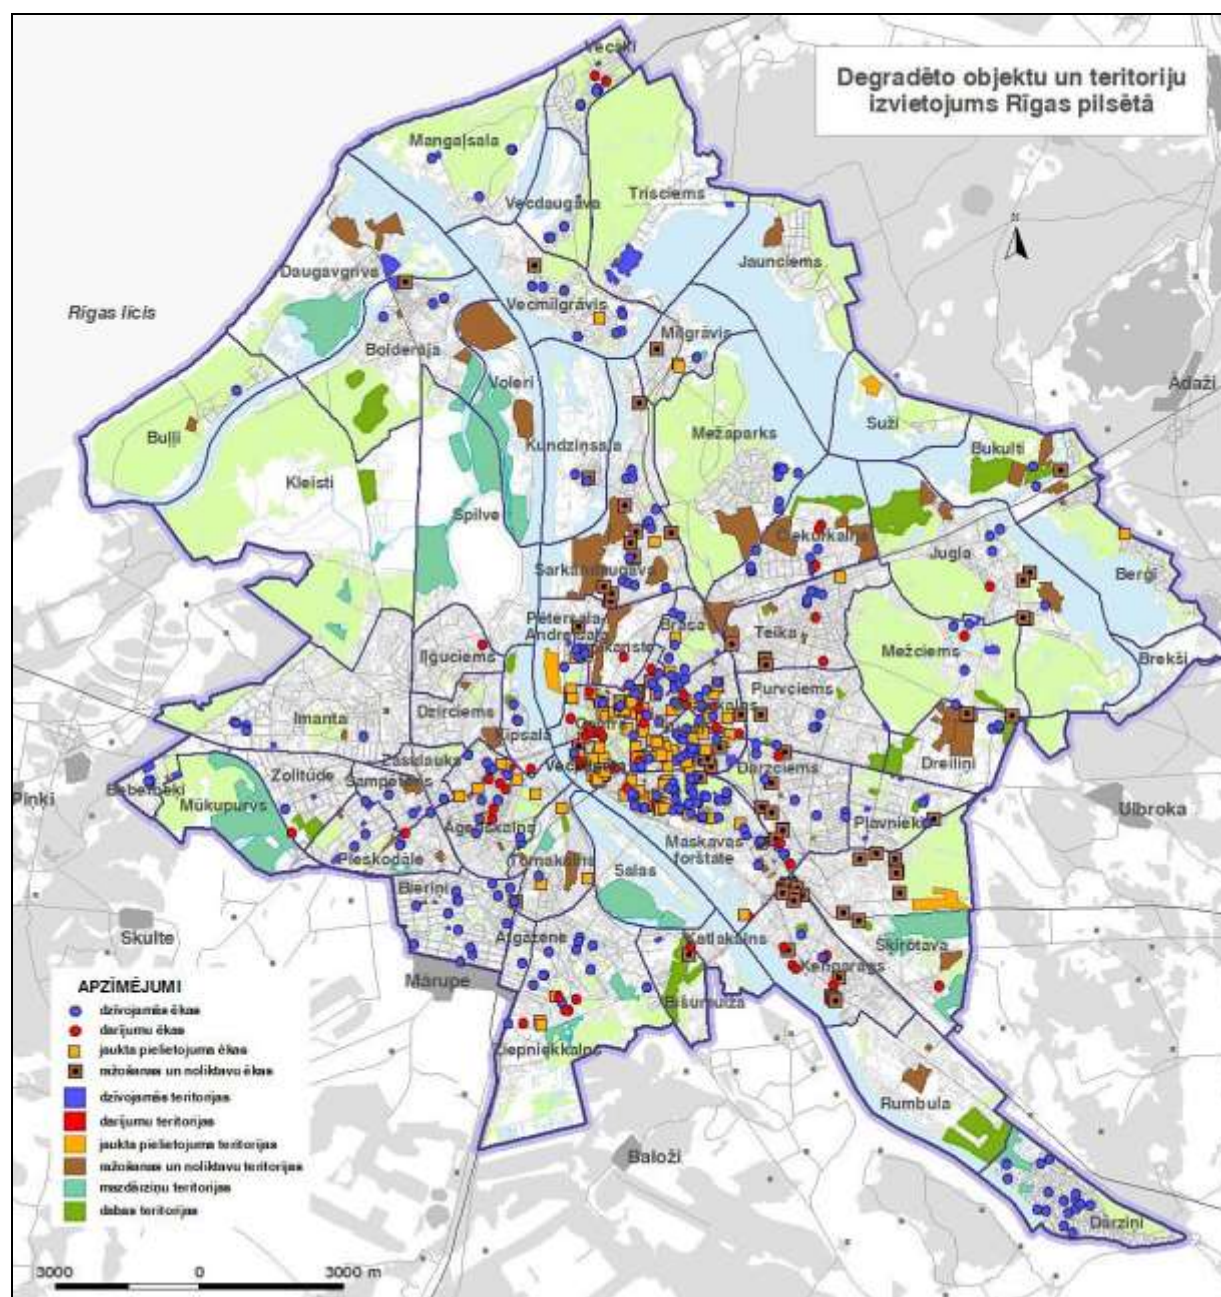 Degradēto objektu un teritoriju
izvietojums Rīgas pilsētā
Vecāķi
Mangaļsala
Vecdaugava
Trisciems
N
Jaunciems
Daugavgrīva
Rīgas līcis
Vecmīlgrāvis
Mīlgrāvis
Bolderāja
Voleri
Ādaži
Buļļi
Suži
Kundziņsala
Mežaparks
Bukulti
Kleisti
Spilve
Čiekurkalns
Jugla
Sarkandaugava
Berģi
Pētersala-
Andrejsala
Brasa
Teika
Iļģuciems
Mežciems
Brekši
Purvciems
Dzirciems
Imanta
Ķīpsala
Zasulauks
Zolitūde
Šampēteris
Dārzciems
Dreiliņi
Piņķi
Beberbeķi
Mūkupurvs
Ulbroka
Pļavnieki
Āgenskalns
Maskavas
forštate
Pleskodāle
Torņakalns
Salas
Bieriņi
Skulte
Atgāzene
Katlakalns
Šķirotava
Ķengarags
Mārupe
Bišumuiža
Ziepniekkalns
Rumbula
Baloži
Dārziņi
APZĪMĒJUMI
dzīvojamās ēkas
darījumu ēkas
jaukta pielietojuma ēkas
ražošanas un noliktavu ēkas
dzīvojamās teritorijas
darījumu teritorijas
jaukta pielietojuma teritorijas
ražošanas un noliktavu teritorijas
mazdārziņu teritorijas
dabas teritorijas
3000 0 3000 m